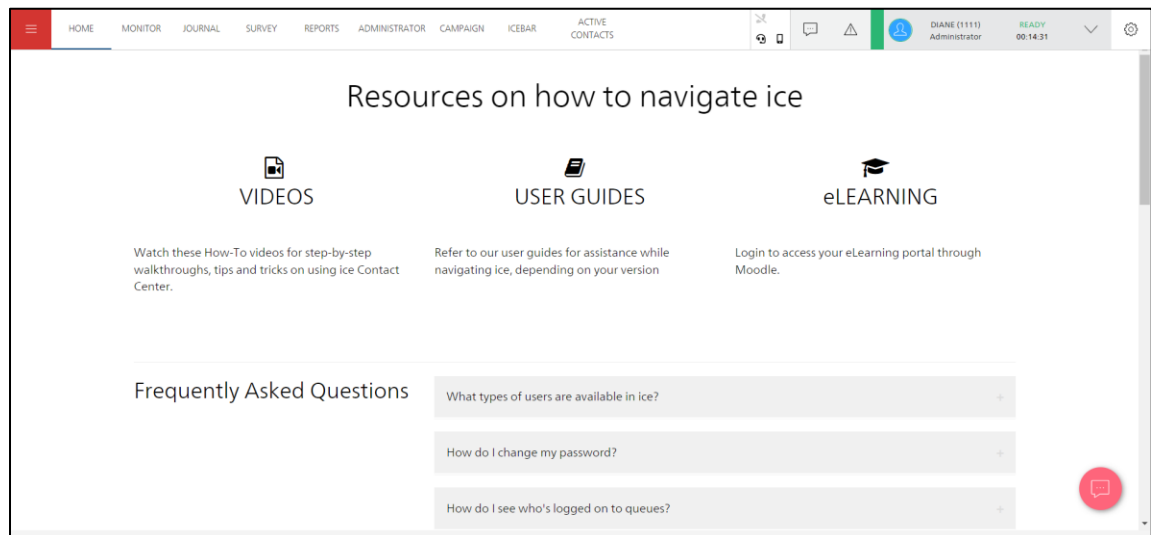 HOME MONITOR JOURNAL SURVEY REPORTS ADMINISTRATOR CAMPAIGN ICEBAR ACTIVE CONTACTS
DIANE (1111)
Administrator
READY
00:14:31
Resources on how to navigate ice
VIDEOS
USER GUIDES
eLEARNING
Watch these How-To videos for step-by-step
walkthroughs, tips and tricks on using ice Contact
Center.
Refer to our user guides for assistance while
navigating ice, depending on your version
Login to access your eLearning portal through
Moodle.
Frequently Asked Questions
What types of users are available in ice?
How do I change my password?
How do I see who's logged on to queues?